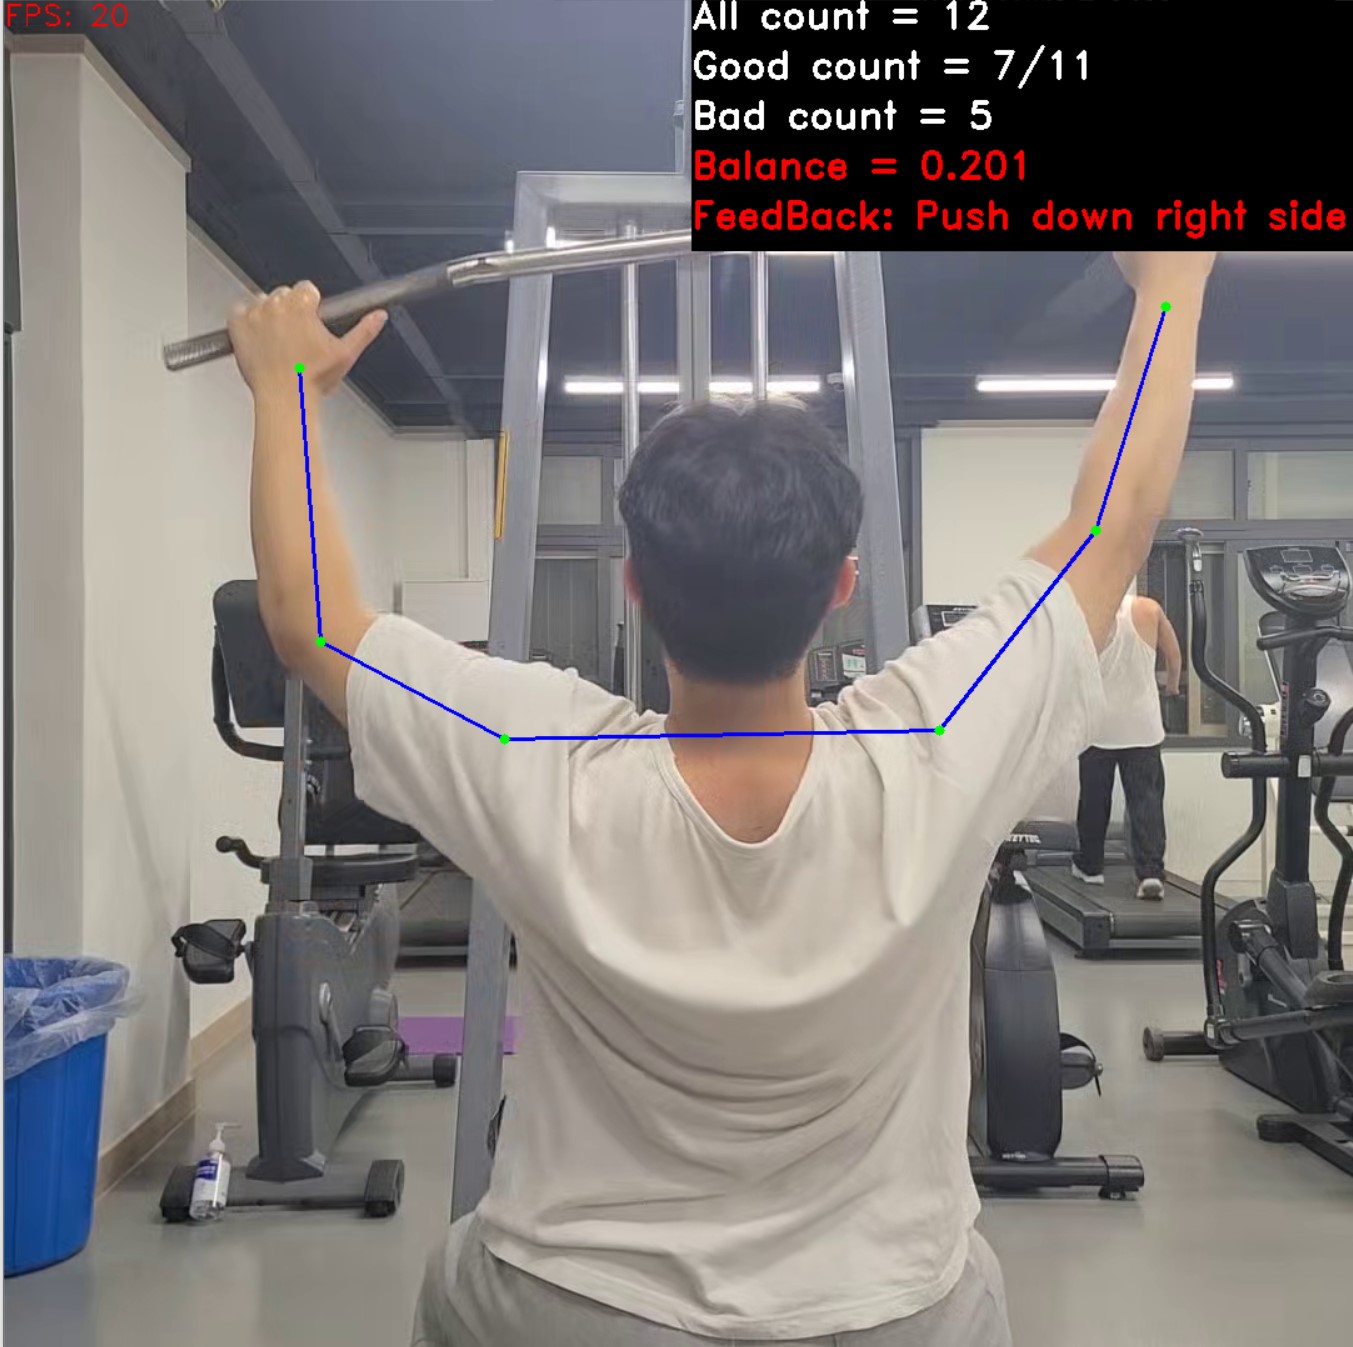 FPS: 20
All count = 12
Good count = 7/11
Bad count = 5
Balance = 0.201
FeedBack: Push down right side